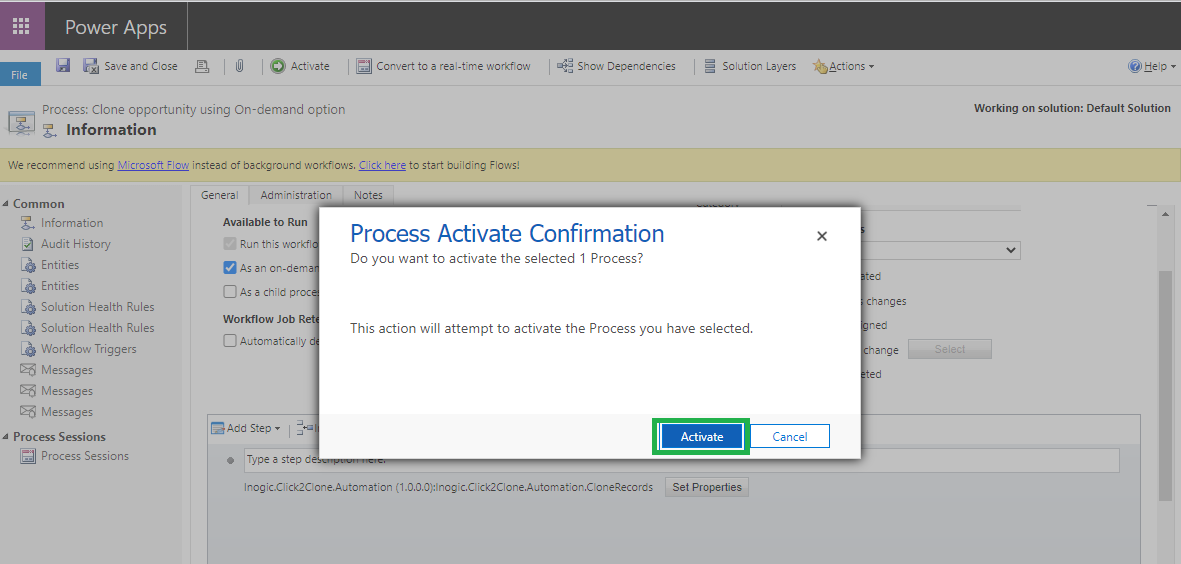 Power Apps
File
Save and Close
Activate
Convert to a real-time workflow
Show Dependencies
Solution Layers
Actions
Help
Process: Clone opportunity using On-demand option
Information
Working on solution: Default Solution
We recommend using Microsoft Flow instead of background workflows. Click here to start building Flows!
Common
Information
Audit History
Entities
Entities
Solution Health Rules
Solution Health Rules
Workflow Triggers
Messages
Messages
Messages
Process Sessions
Process Sessions
General
Administration
Notes
Available to Run
Run this workflo
As an on-deman
As a child proce
Workflow Job Rete
Automatically de
Process Activate Confirmation
Do you want to activate the selected 1 Process?
This action will attempt to activate the Process you have selected.
Activate
Cancel
s
ated
s changes
gned
change
Select
eted
Add Step
Type a step description here.
Inogic.Click2Clone.Automation (1.0.0.0):Inogic.Click2Clone.Automation.CloneRecords
Set Properties